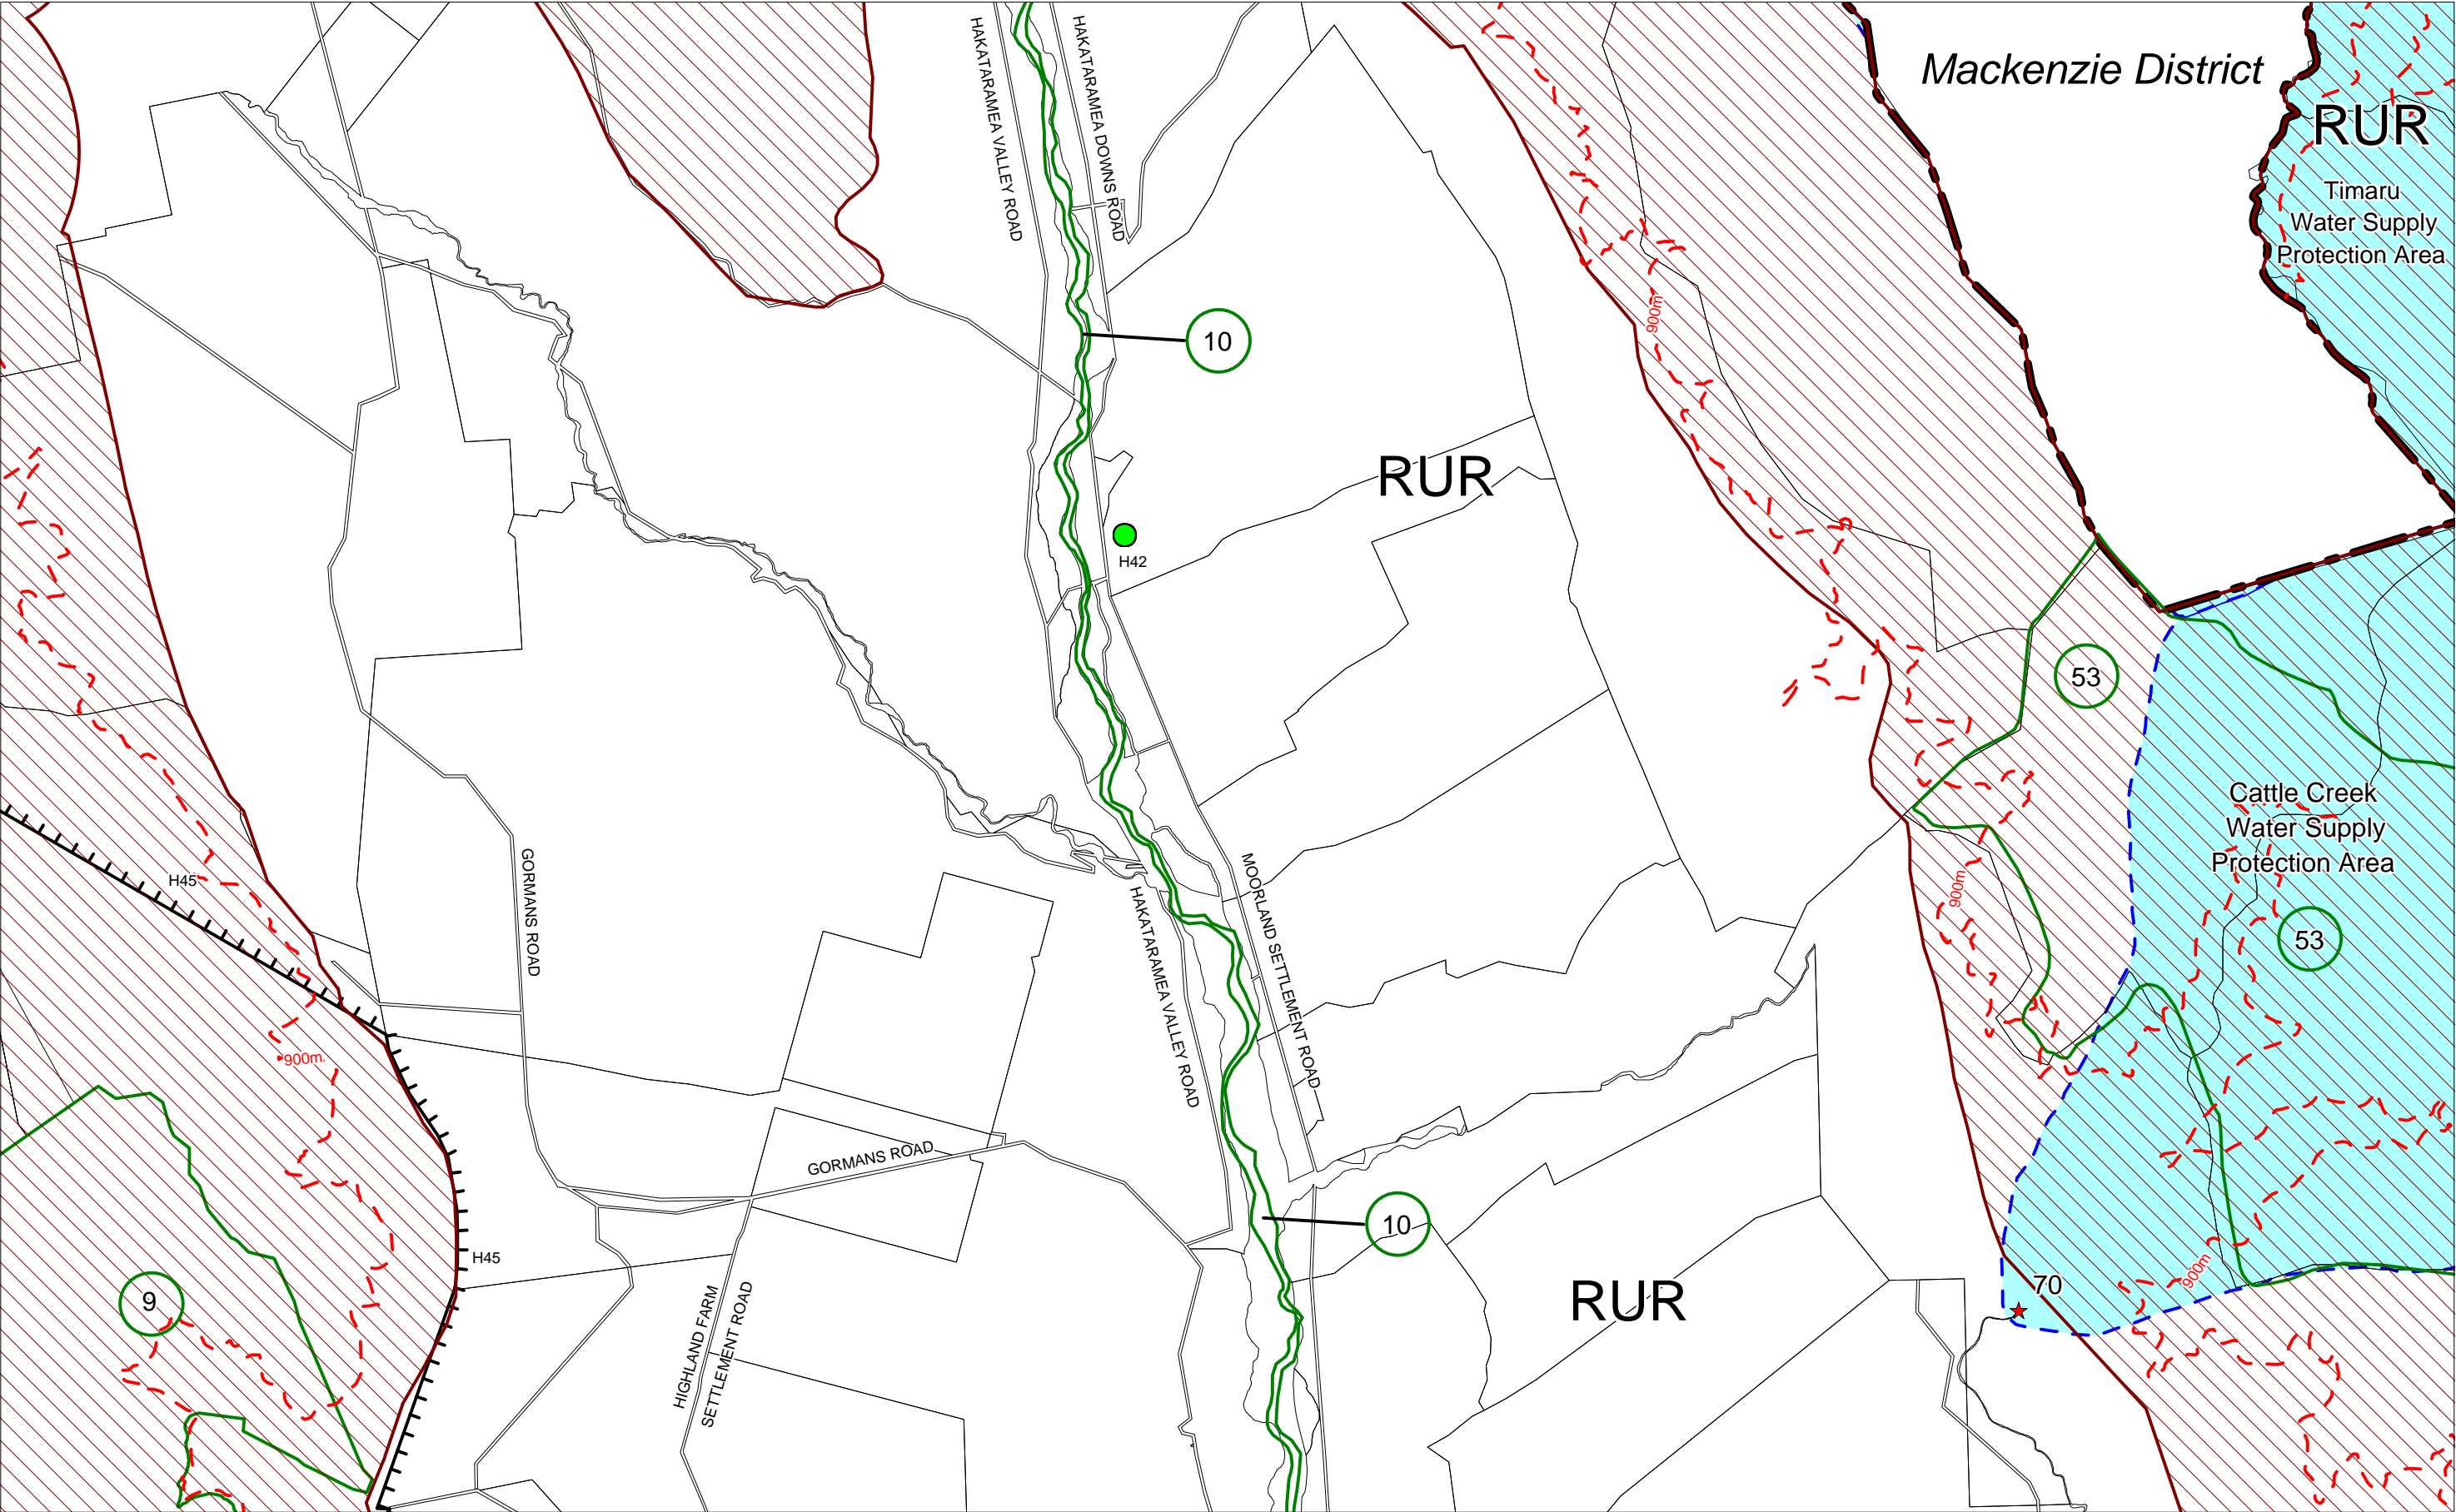 HAKATARAMEA VALLEY ROAD
HAKATARAMEA DOWNS ROAD
Mackenzie District
RUR
Timaru
Water Supply
Protection Area
900m
10
RUR
H42
53
Cattle Creek
Water Supply
Protection Area
H45
GORMANS ROAD
HAKATARAMEA VALLEY ROAD
MOORLAND SETTLEMENT ROAD
900m
53
900m
GORMANS ROAD
10
H45
9
HIGHLAND FARM
SETTLEMENT ROAD
RUR
900m
70